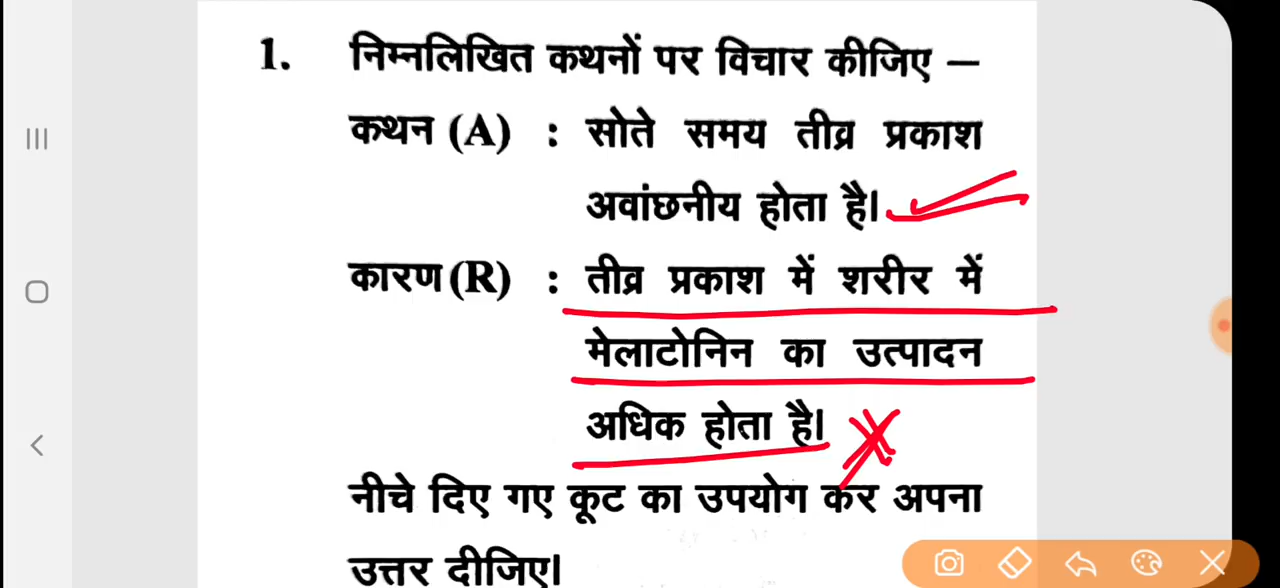 1. निम्नलिखित कथनों पर विचार कीजिए –
कथन (A) : सोते समय तीव्र प्रकाश
अवांछनीय होता है।
कारण (R) : तीव्र प्रकाश में शरीर में
मेलाटोनिन का उत्पादन
अधिक होता है।
नीचे दिए गए कूट का उपयोग कर अपना
उत्तर दीजिए।